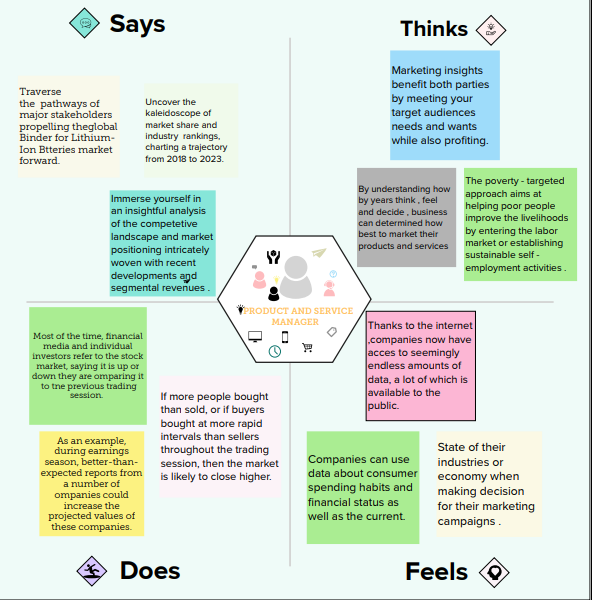 Says
Thinks
Traverse
the pathways of
major stakeholders
propelling theglobal
Binder for Lithium-
Ion Btteries market
forward.
Uncover the
kaleidoscope of
market share and
industry rankings,
charting a trajectory
from 2018 to 2023.
Immerse yourself in
an insightful analysis
of the competetive
landscape and market
positioning intricately
woven with recent
developments and
segmental revenues .
Marketing insights
benefit both parties
by meeting your
target audiences
needs and wants
while also profiting.
By understanding how
by years think , feel
and decide , business
can determined how
best to market their
products and services
The poverty - targeted
approach aims at
helping poor people
improve the livelihoods
by entering the labor
market or establishing
sustainable self -
employment activities .
PRODUCT AND SERVICE
MANAGER
Most of the time, financial
media and individual
investors refer to the stock
market, saying it is up or
down they are omparing it
to tne previous trading
session.
If more people bought
than sold, or if buyers
bought at more rapid
intervals than sellers
throughout the trading
session, then the market
is likely to close higher.
As an example,
during earnings
season, better-than-
expected reports from
a number of
ompanies could
increase the
projected values of
these companies.
Thanks to the internet
,companies now have
acces to seemingly
endless amounts of
data, a lot of which is
available to the
public.
Companies can use
data about consumer
spending habits and
financial status as
well as the current.
State of their
industries or
economy when
making decision
for their marketing
campaigns .
Does
Feels